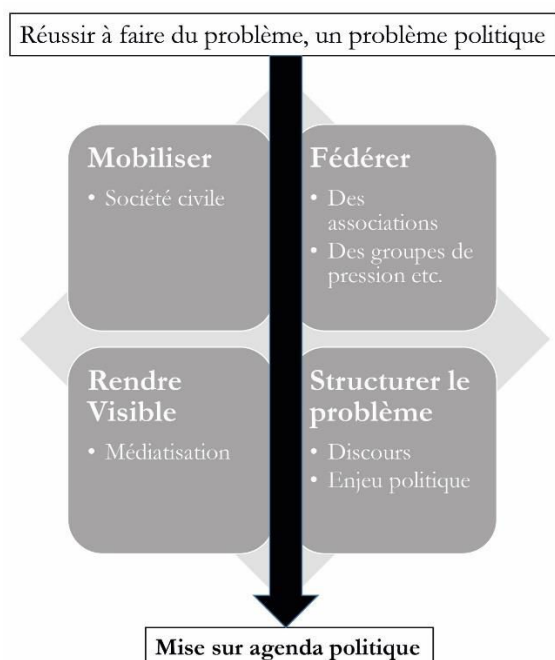 Réussir à faire du problème, un problème politique
Mobiliser
• Société civile
Fédérer
• Des
associations
• Des groupes de
pression etc.
Rendre
Visible
• Médiatisation
Structurer le
problème
• Discours
• Enjeu politique
Mise sur agenda politique